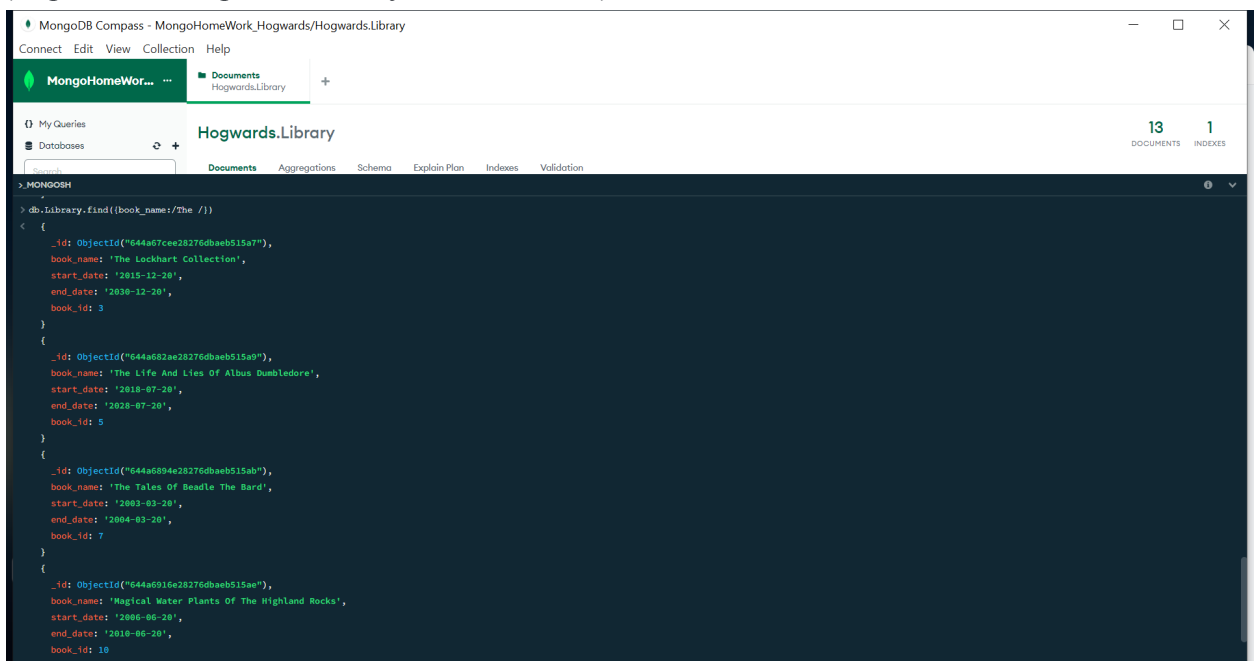 MongoDB Compass - MongoHomeWork_Hogwards/Hogwards.Library
Connect Edit View Collection Help
MongoHomeWor... ...
Documents
Hogwards.Library
+
{} My Queries
Databases
Search
Hogwards.Library
13
DOCUMENTS
1
INDEXES
Documents Aggregations Schema Explain Plan Indexes Validation
>_MONGOSH
> db.Library.find({book_name:/The /})
< {
_id: ObjectId("644a67cee28276dbaeb515a7"),
book_name: 'The Lockhart Collection',
start_date: '2015-12-20',
end_date: '2030-12-20',
book_id: 3
}
{
_id: ObjectId("644a682ae28276dbaeb515a9"),
book_name: 'The Life And Lies Of Albus Dumbledore',
start_date: '2018-07-20',
end_date: '2028-07-20',
book_id: 5
}
{
_id: ObjectId("644a6894e28276dbaeb515ab"),
book_name: 'The Tales Of Beadle The Bard',
start_date: '2003-03-20',
end_date: '2004-03-20',
book_id: 7
}
{
_id: ObjectId("644a6916e28276dbaeb515ae"),
book_name: 'Magical Water Plants Of The Highland Rocks',
start_date: '2006-06-20',
end_date: '2010-06-20',
book_id: 10